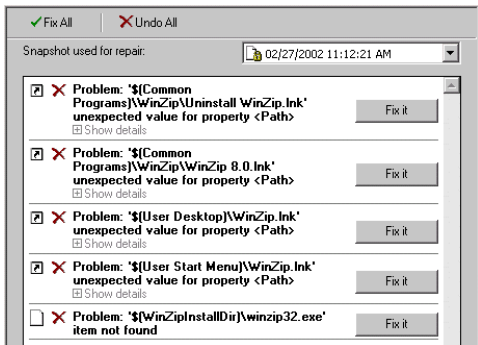 Fix All Undo All
Snapshot used for repair: 02/27/2002 11:12:21 AM
Problem: '$(Common
Programs)\WinZip\Uninstall WinZip.lnk'
unexpected value for property <Path>
Show details
Fix it
Problem: '$(Common
Programs)\WinZip\WinZip 8.0.lnk'
unexpected value for property <Path>
Show details
Fix it
Problem: '$(User Desktop)\WinZip.lnk'
unexpected value for property <Path>
Show details
Fix it
Problem: '$(User Start Menu)\WinZip.lnk'
unexpected value for property <Path>
Show details
Fix it
Problem: '$(WinZipInstallDir)\winzip32.exe'
item not found
Fix it